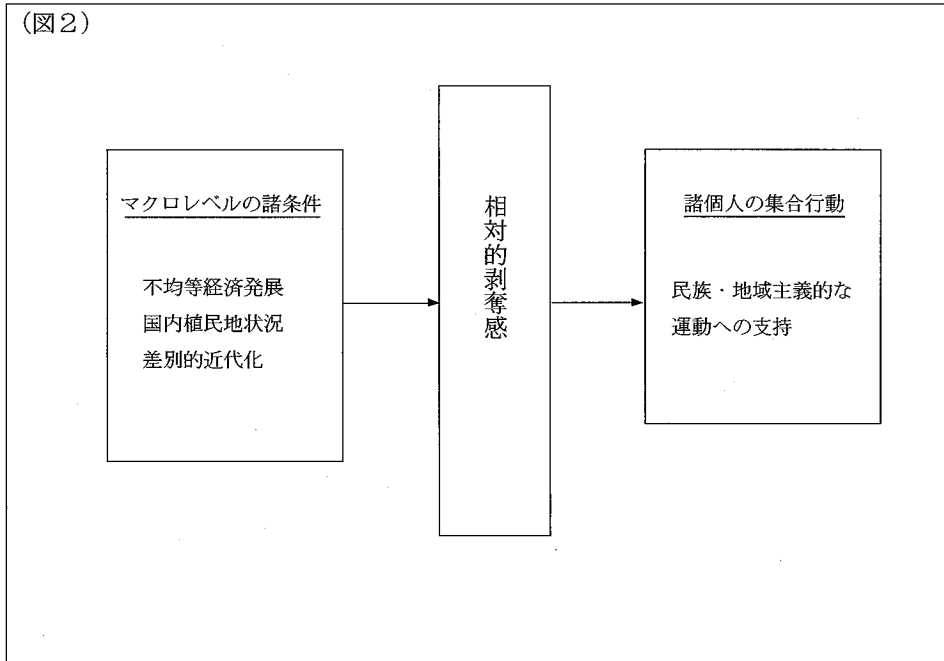 (図2)
マクロレベルの諸条件
不均等経済発展
国内植民地状況
差別的近代化
相対的剥奪感
諸個人の集合行動
民族・地域主義的な
運動への支持